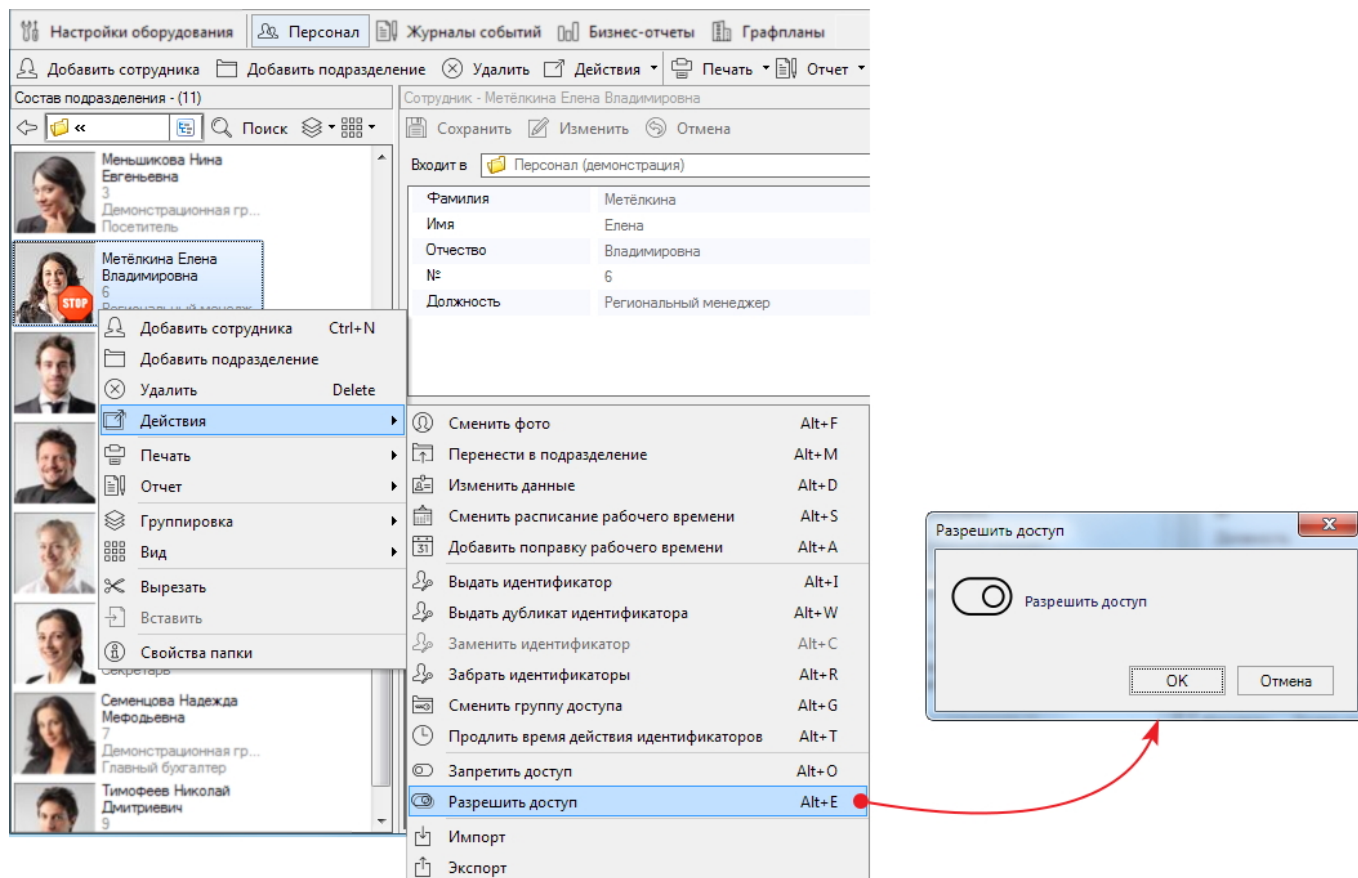 Настройки оборудования Персонал Журналы событий Бизнес-отчеты Графпланы
Добавить сотрудника Добавить подразделение Удалить Действия Печать Отчет
Состав подразделения - (11)
« Поиск
Меньшикова Нина
Евгеньевна
3
Демонстрационная гр...
Посетитель
Метёлкина Елена
Владимировна
6
Региональный менедж
STOP
Сотрудник - Метёлкина Елена Владимировна
Сохранить Изменить Отмена
Входит в Персонал (демонстрация)
Фамилия Метёлкина
Имя Елена
Отчество Владимировна
№ 6
Должность Региональный менеджер
Добавить сотрудника Ctrl+N
Добавить подразделение
Удалить Delete
Действия
Печать
Отчет
Группировка
Вид
Вырезать
Вставить
Свойства папки
Секретарь
Семенцова Надежда
Мефодьевна
7
Демонстрационная гр...
Главный бухгалтер
Тимофеев Николай
Дмитриевич
9
Сменить фото Alt+F
Перенести в подразделение Alt+M
Изменить данные Alt+D
Сменить расписание рабочего времени Alt+S
31 Добавить поправку рабочего времени Alt+A
Выдать идентификатор Alt+I
Выдать дубликат идентификатора Alt+W
Заменить идентификатор Alt+C
Забрать идентификаторы Alt+R
Сменить группу доступа Alt+G
Продлить время действия идентификаторов Alt+T
Запретить доступ Alt+O
Разрешить доступ Alt+E
Импорт
Экспорт
Разрешить доступ
Разрешить доступ
OK Отмена